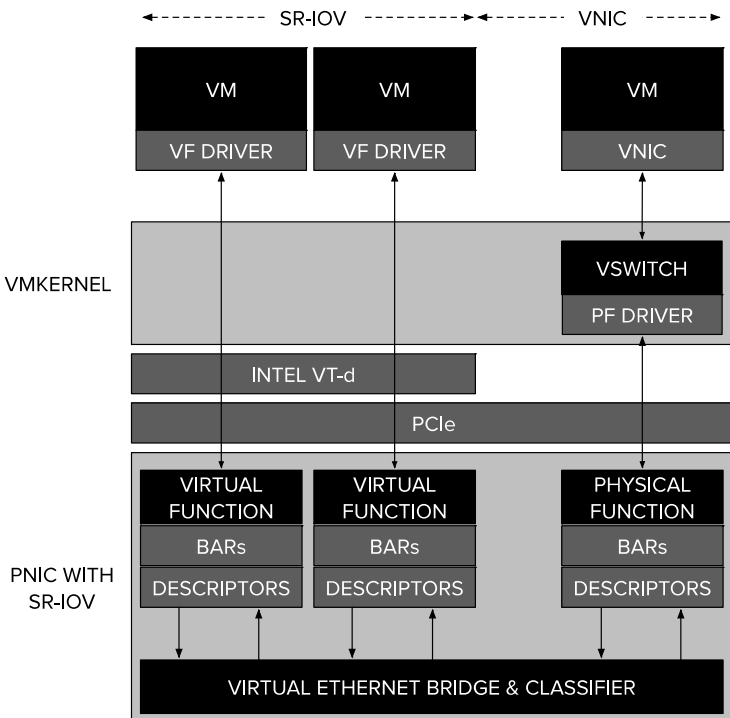 SR-IOV
VNIC
VM
VM
VM
VF DRIVER
VF DRIVER
VNIC
VMKERNEL
VSWITCH
PF DRIVER
INTEL VT-d
PCIe
VIRTUAL
FUNCTION
VIRTUAL
FUNCTION
PHYSICAL
FUNCTION
BARs
BARs
BARs
PNIC WITH
SR-IOV
DESCRIPTORS
DESCRIPTORS
DESCRIPTORS
VIRTUAL ETHERNET BRIDGE & CLASSIFIER